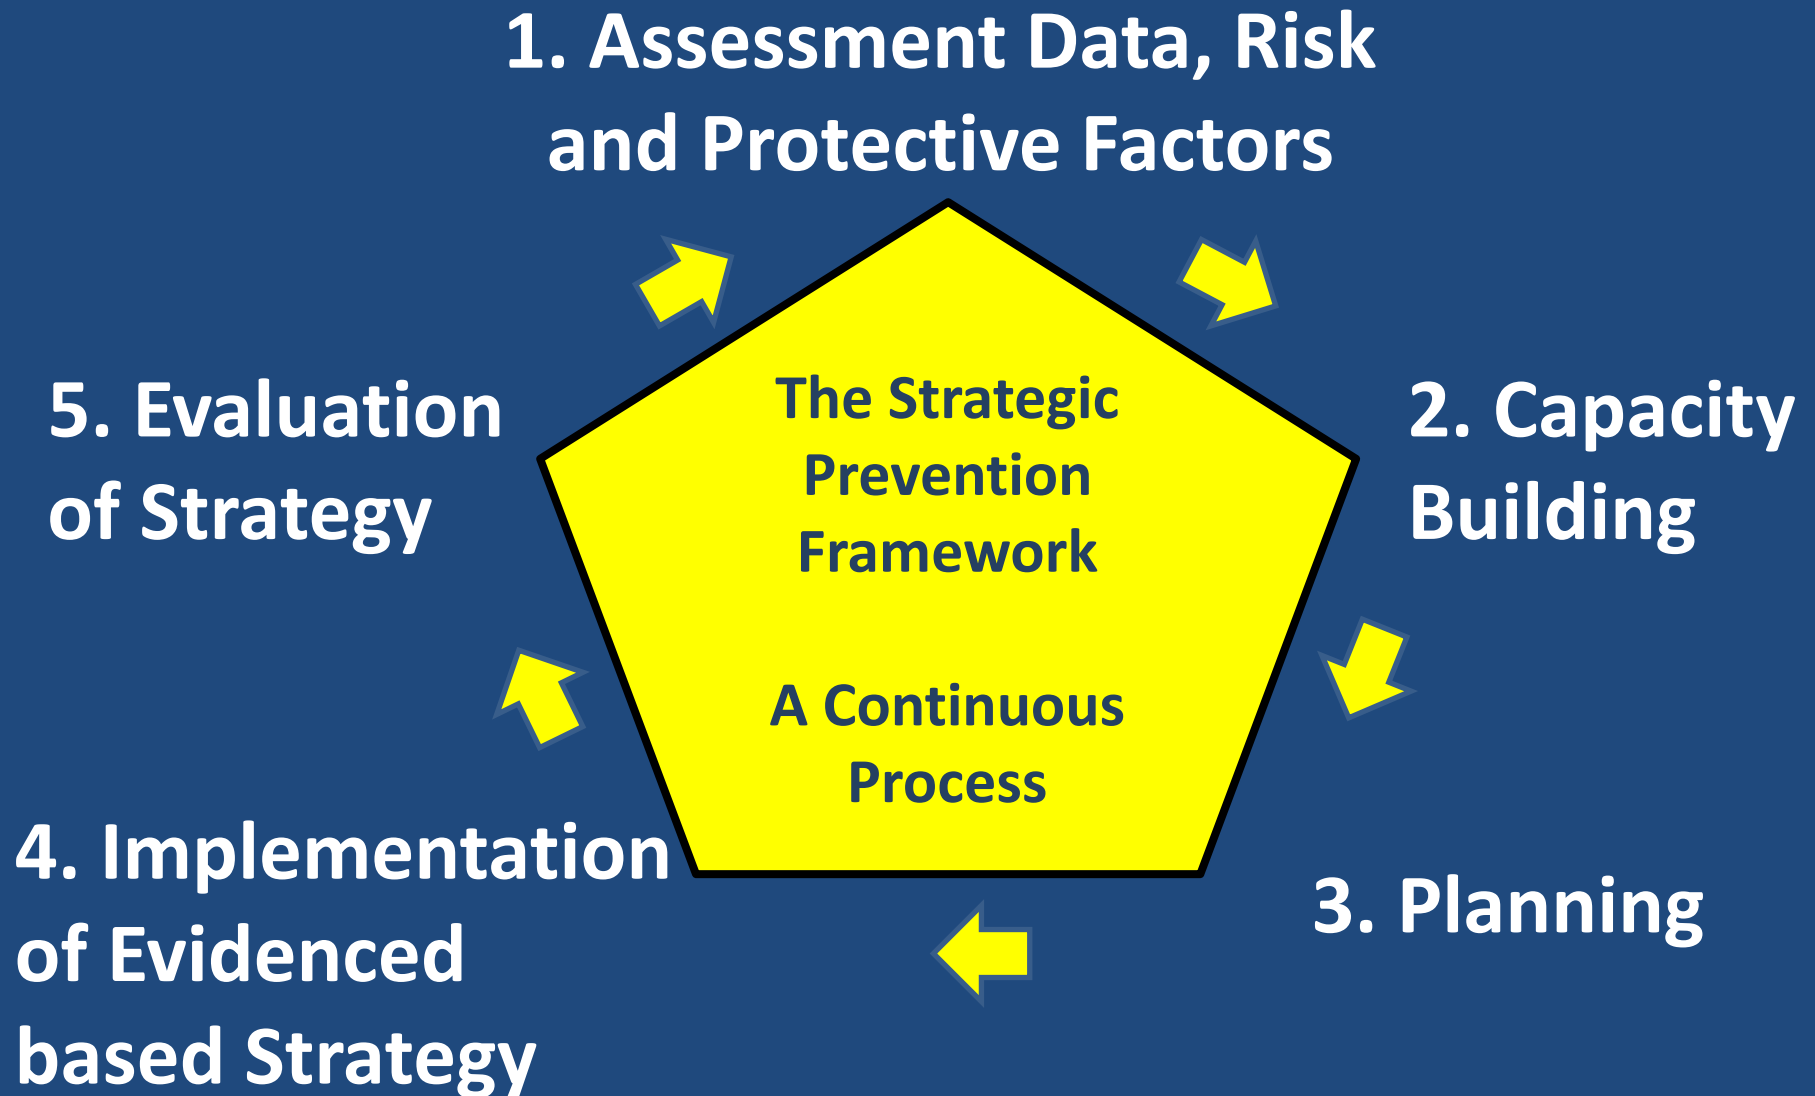 1. Assessment Data, Risk
and Protective Factors
The Strategic
Prevention
Framework
A Continuous
Process
2. Capacity
Building
3. Planning
4. Implementation
of Evidenced
based Strategy
5. Evaluation
of Strategy